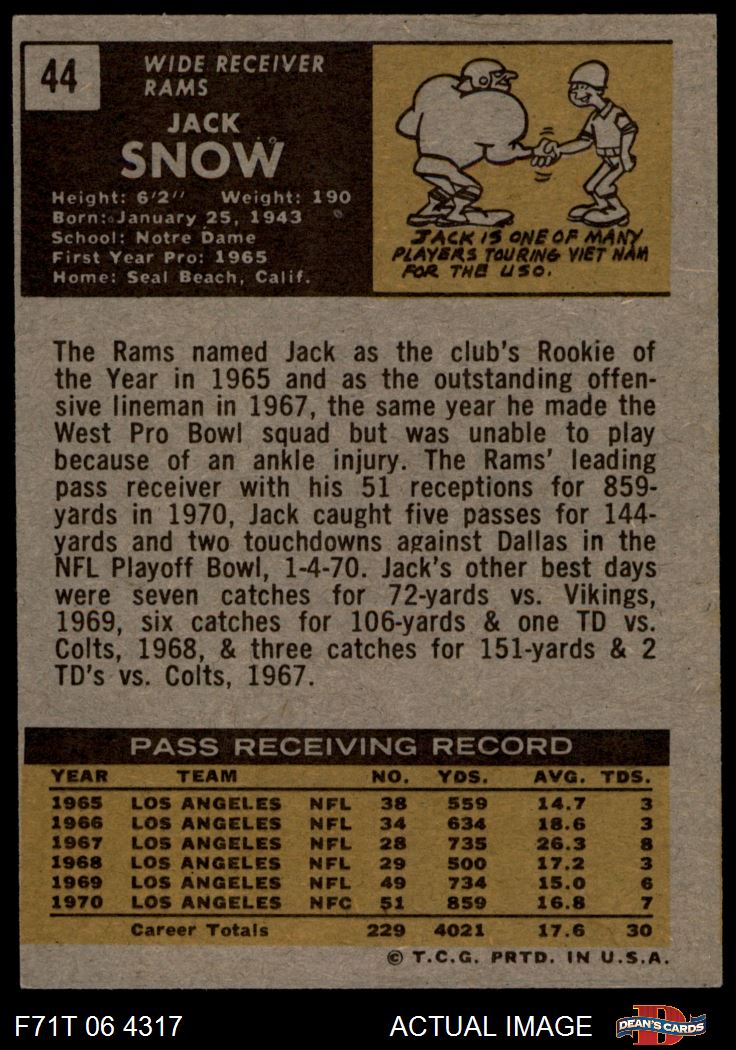 44
WIDE RECEIVER
RAMS
JACK
SNOW
Height: 6'2" Weight: 190
Born: January 25, 1943
School: Notre Dame
First Year Pro: 1965
Home: Seal Beach, Calif.
JACK IS ONE OF MANY
PLAYERS TOURING VIET NAM
FOR THE USO.
The Rams named Jack as the club's Rookie of
the Year in 1965 and as the outstanding offen-
sive lineman in 1967, the same year he made the
West Pro Bowl squad but was unable to play
because of an ankle injury. The Rams' leading
pass receiver with his 51 receptions for 859-
yards in 1970, Jack caught five passes for 144-
yards and two touchdowns against Dallas in the
NFL Playoff Bowl, 1-4-70. Jack's other best days
were seven catches for 72-yards vs. Vikings,
1969, six catches for 106-yards & one TD vs.
Colts, 1968, & three catches for 151-yards & 2
TD's vs. Colts, 1967.
PASS RECEIVING RECORD
YEAR TEAM NO. YDS. AVG. TDS.
1965 LOS ANGELES NFL 38 559 14.7 3
1966 LOS ANGELES NFL 34 634 18.6 3
1967 LOS ANGELES NFL 28 735 26.3 8
1968 LOS ANGELES NFL 29 500 17.2 3
1969 LOS ANGELES NFL 49 734 15.0 6
1970 LOS ANGELES NFC 51 859 16.8 7
Career Totals 229 4021 17.6 30
© T.C.G. PRTD. IN U.S.A.
F71T 06 4317 ACTUAL IMAGE D DEAN'S CARDS